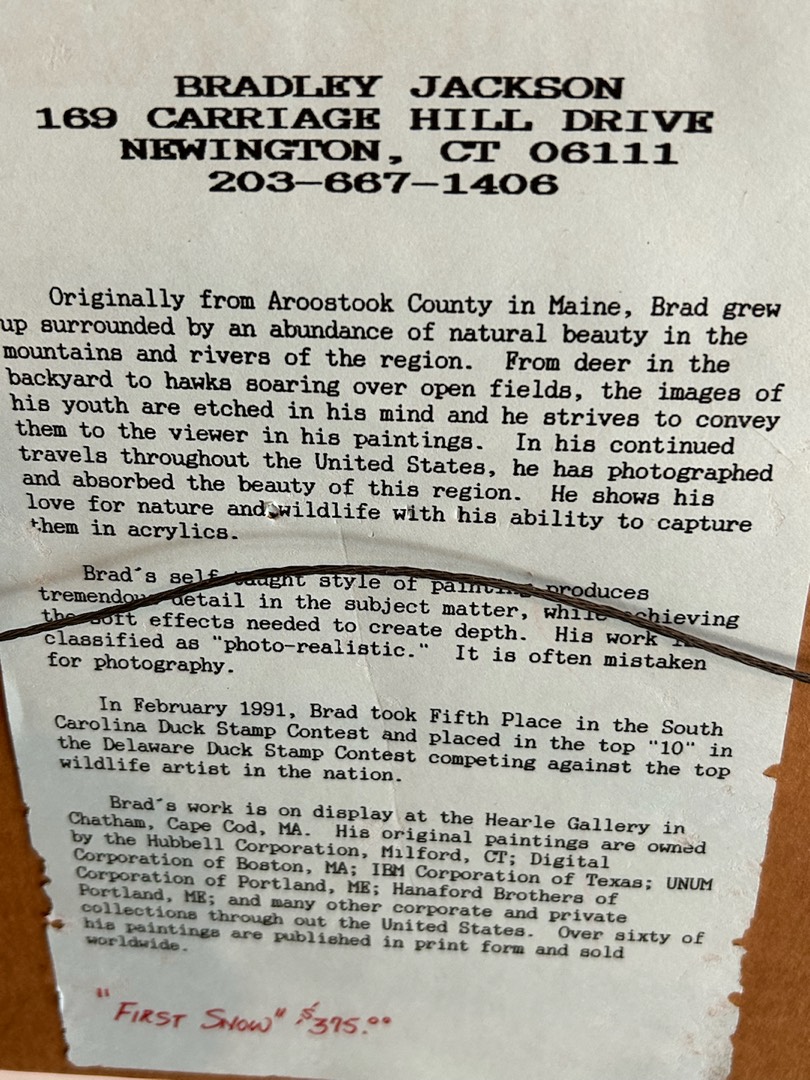 BRADLEY JACKSON
169 CARRIAGE HILL DRIVE
NEWINGTON, CT 06111
203-667-1406
Originally from Aroostook County in Maine, Brad grew
up surrounded by an abundance of natural beauty in the
mountains and rivers of the region. From deer in the
backyard to hawks soaring over open fields, the images of
his youth are etched in his mind and he strives to convey
them to the viewer in his paintings. In his continued
travels throughout the United States, he has photographed
and absorbed the beauty of this region. He shows his
love for nature and wildlife with his ability to capture
them in acrylics.
Brad's self taught style of painting produces
tremendous detail in the subject matter, while achieving
the soft effects needed to create depth. His work
classified as "photo-realistic." It is often mistaken
for photography.
In February 1991, Brad took Fifth Place in the South
Carolina Duck Stamp Contest and placed in the top "10" in
the Delaware Duck Stamp Contest competing against the top
wildlife artist in the nation.
Brad's work is on display at the Hearle Gallery in
Chatham, Cape Cod, MA. His original paintings are owned
by the Hubbell Corporation, Milford, CT; Digital
Corporation of Boston, MA; IBM Corporation of Texas; UNUM
Corporation of Portland, ME; Hanaford Brothers of
Portland, ME; and many other corporate and private
collections through out the United States. Over sixty of
his paintings are published in print form and sold
worldwide.
"FIRST SNOW" $375.00